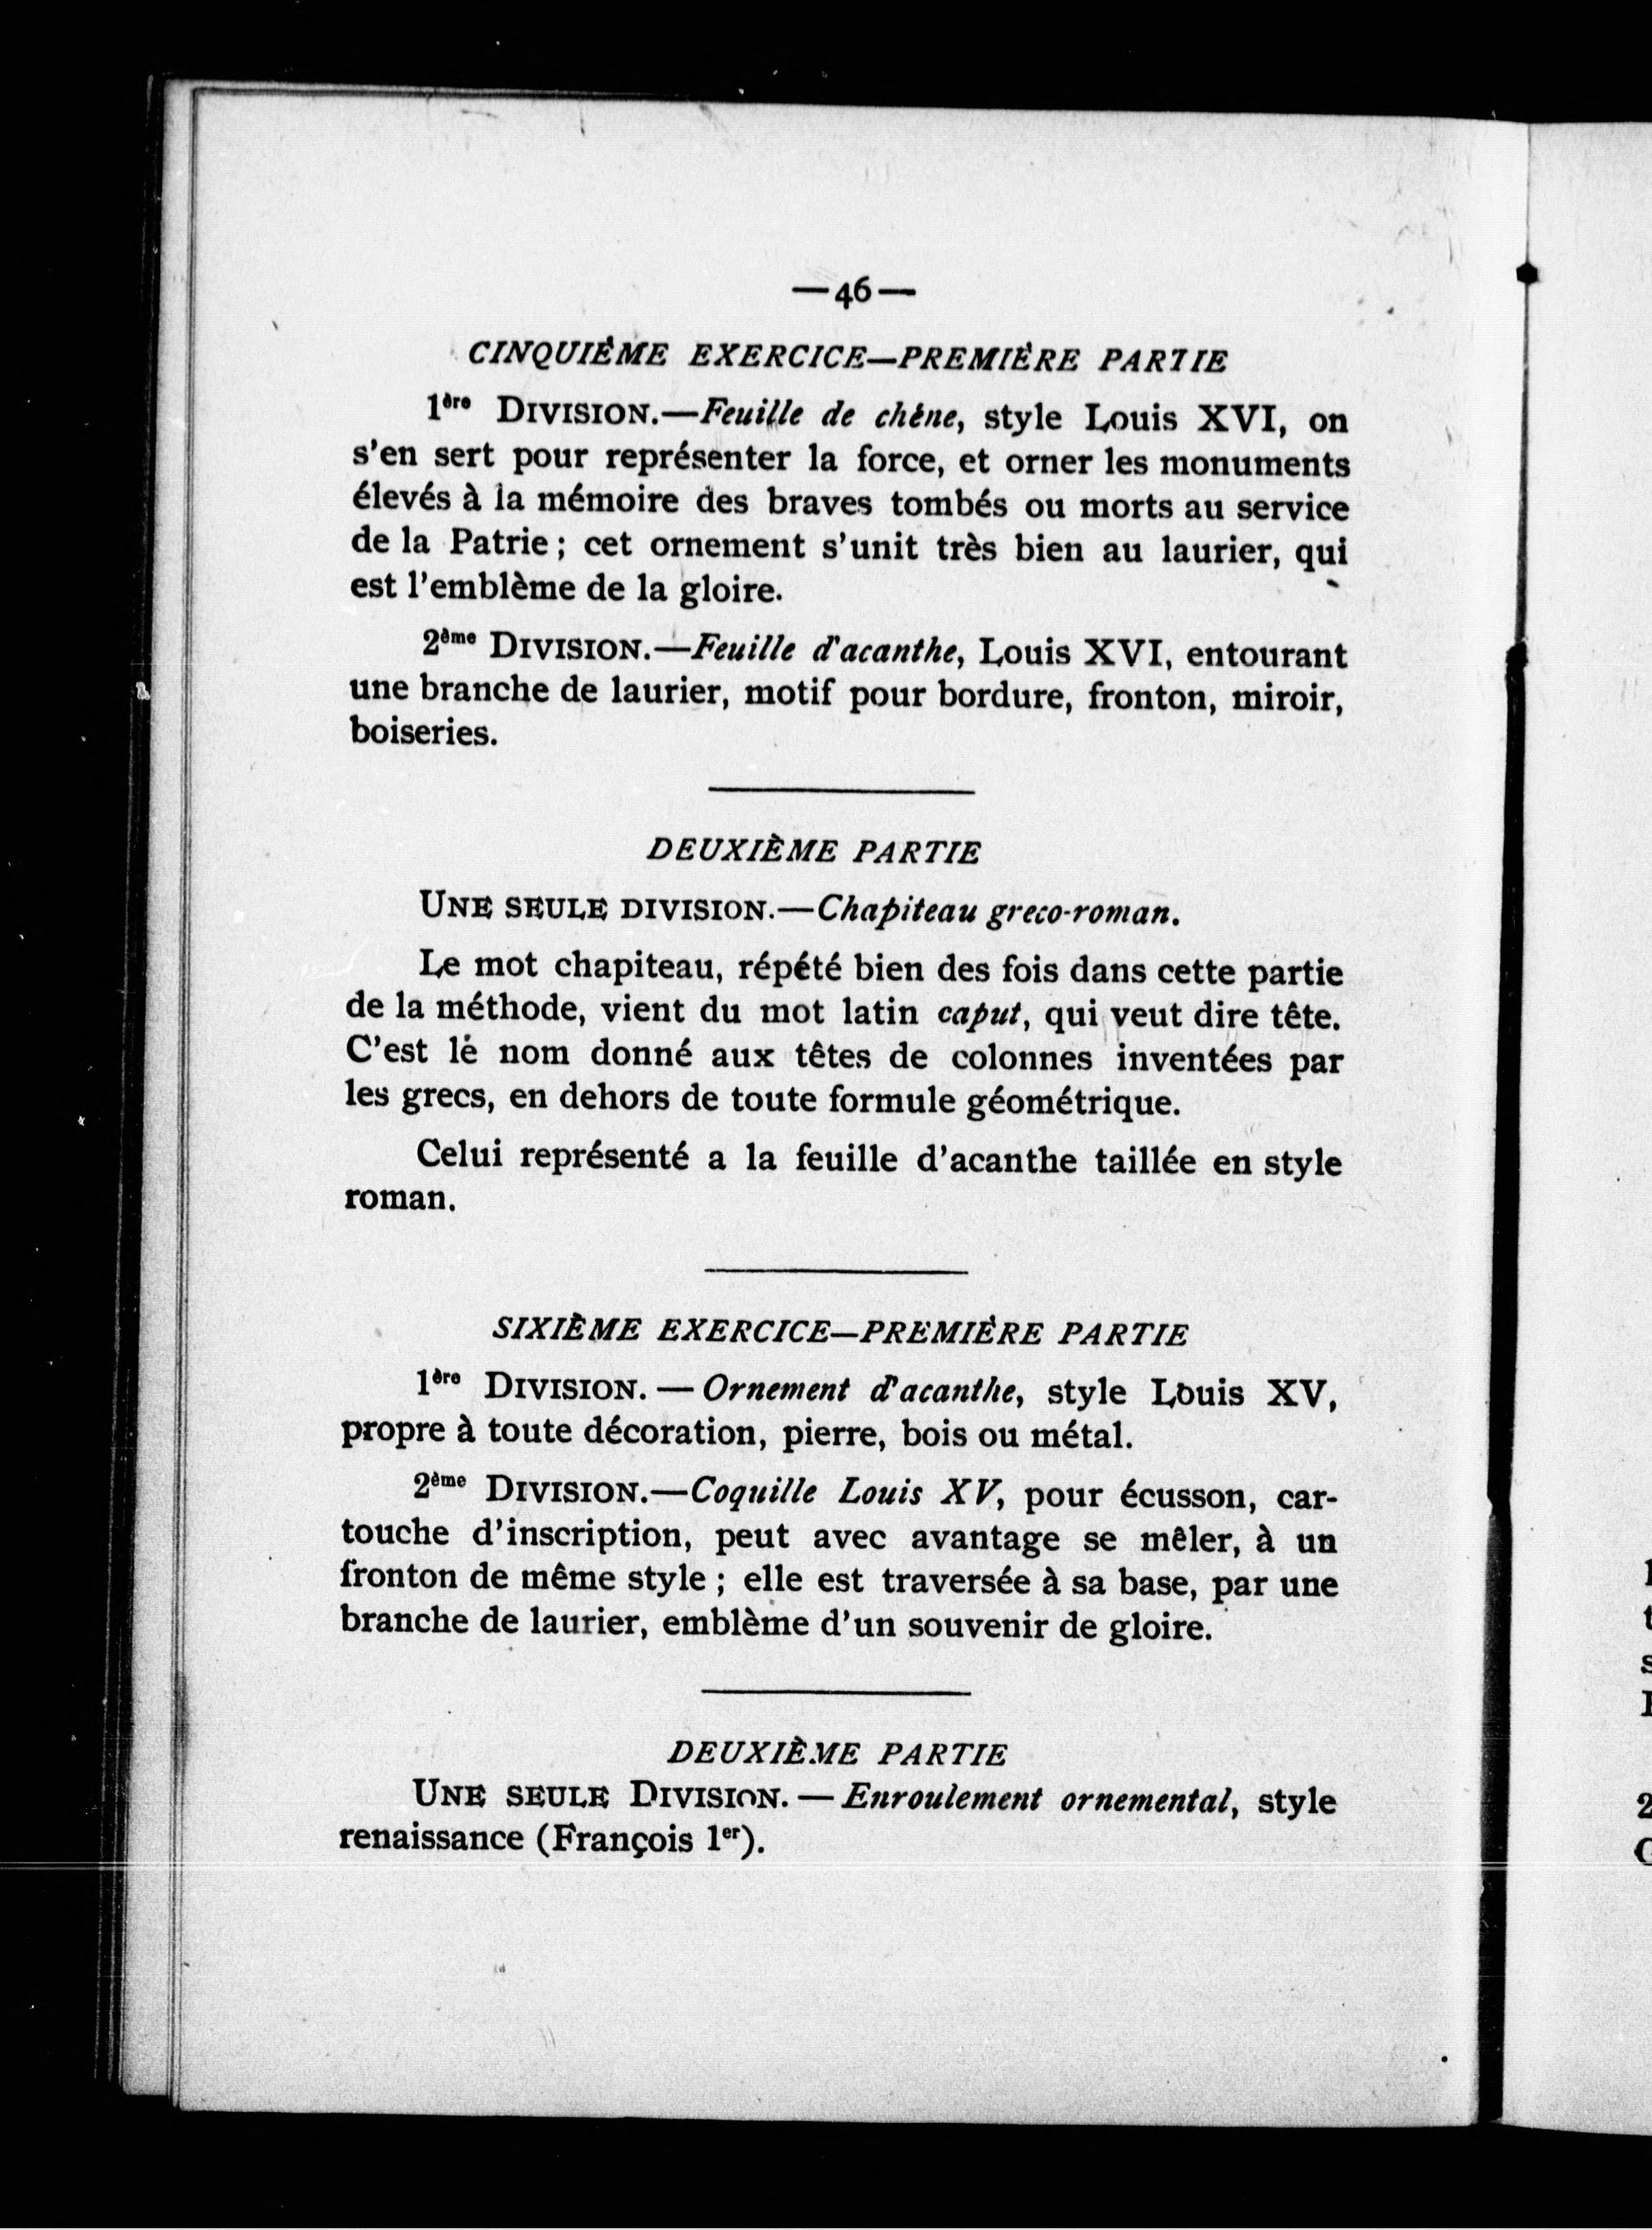 —46—
CINQUIÈME EXERCICE—PREMIÈRE PARTIE
1ère DIVISION.—Feuille de chêne, style Louis XVI, on
s'en sert pour représenter la force, et orner les monuments
élevés à la mémoire des braves tombés ou morts au service
de la Patrie ; cet ornement s'unit très bien au laurier, qui
est l'emblème de la gloire.
2ème DIVISION.—Feuille d'acanthe, Louis XVI, entourant
une branche de laurier, motif pour bordure, fronton, miroir,
boiseries.
DEUXIÈME PARTIE
UNE SEULE DIVISION.—Chapiteau greco-roman.
Le mot chapiteau, répété bien des fois dans cette partie
de la méthode, vient du mot latin caput, qui veut dire tête.
C'est le nom donné aux têtes de colonnes inventées par
les grecs, en dehors de toute formule géométrique.
Celui représenté a la feuille d'acanthe taillée en style
roman.
SIXIÈME EXERCICE—PREMIÈRE PARTIE
1ère DIVISION. — Ornement d'acanthe, style Louis XV,
propre à toute décoration, pierre, bois ou métal.
2ème DIVISION.—Coquille Louis XV, pour écusson, car-
touche d'inscription, peut avec avantage se mêler, à un
fronton de même style ; elle est traversée à sa base, par une
branche de laurier, emblème d'un souvenir de gloire.
DEUXIÈME PARTIE
UNE SEULE DIVISION. — Enroulement ornemental, style
renaissance (François 1er).